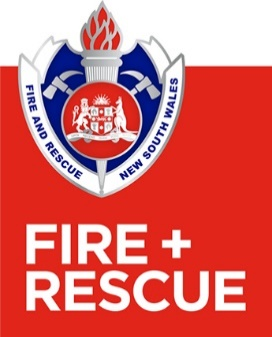 FIRE AND RESCUE
NEW SOUTH WALES
FIRE +
RESCUE